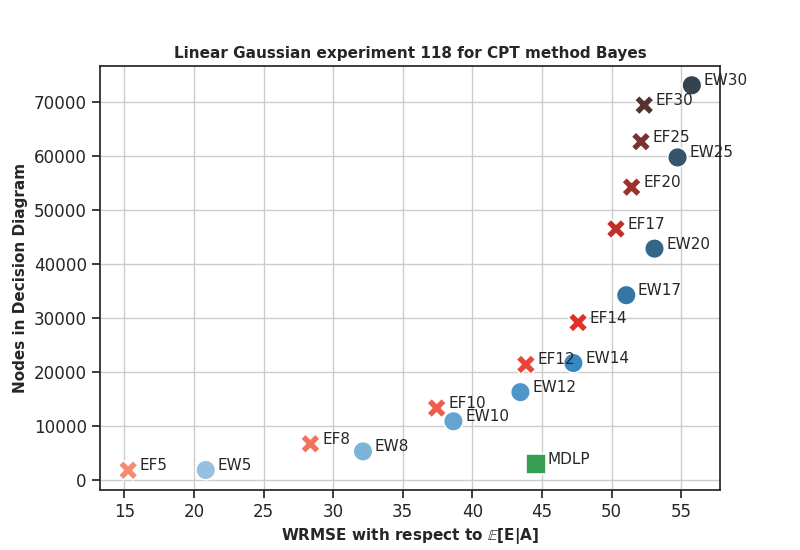 Linear Gaussian experiment 118 for CPT method Bayes
Nodes in Decision Diagram
70000
60000
50000
40000
30000
20000
10000
0
EW30
EF30
EF25
EW25
EF20
EF17
EW20
EW17
EF14
EF12
EW14
EW12
EF10
EW10
EF8
EW8
MDLP
EF5
EW5
15
20
25
30
35
40
45
50
55
WRMSE with respect to 𝔼[E|A]